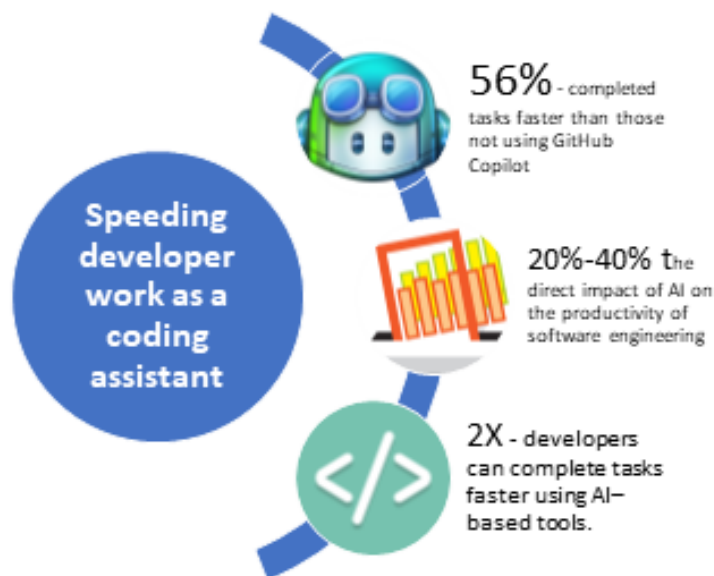 Speeding
developer
work as a
coding
assistant
56% - completed
tasks faster than those
not using GitHub
Copilot
20%-40% the
direct impact of AI on
the productivity of
software engineering
</>
2X - developers
can complete tasks
faster using AI–
based tools.